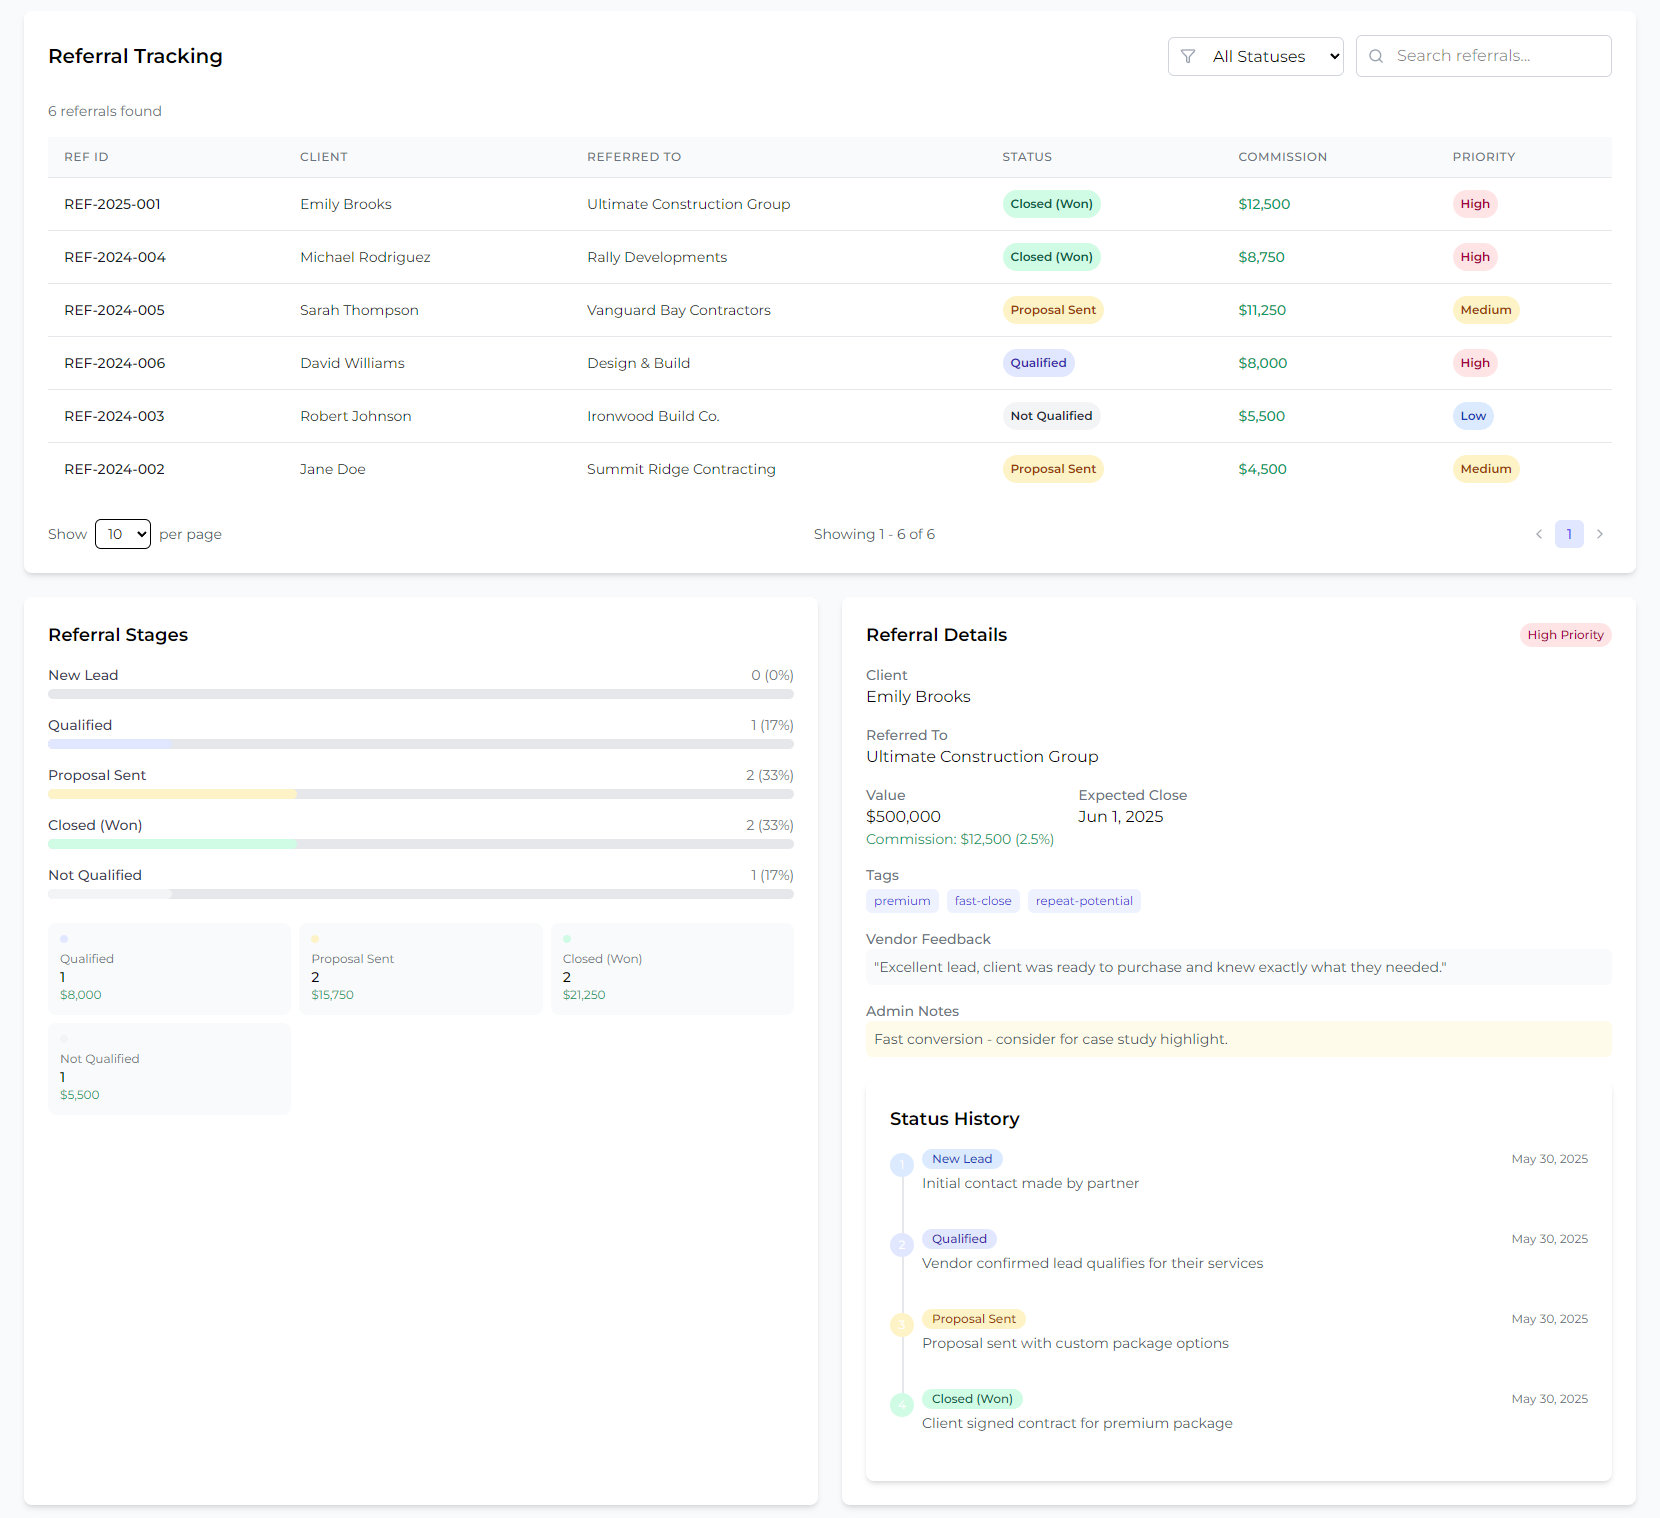 Referral Tracking
All Statuses
Search referrals...
6 referrals found
REF ID CLIENT REFERRED TO STATUS COMMISSION PRIORITY
REF-2025-001 Emily Brooks Ultimate Construction Group Closed (Won) $12,500 High
REF-2024-004 Michael Rodriguez Rally Developments Closed (Won) $8,750 High
REF-2024-005 Sarah Thompson Vanguard Bay Contractors Proposal Sent $11,250 Medium
REF-2024-006 David Williams Design & Build Qualified $8,000 High
REF-2024-003 Robert Johnson Ironwood Build Co. Not Qualified $5,500 Low
REF-2024-002 Jane Doe Summit Ridge Contracting Proposal Sent $4,500 Medium
Show 10 per page Showing 1 - 6 of 6 1
Referral Stages
New Lead 0 (0%)
Qualified 1 (17%)
Proposal Sent 2 (33%)
Closed (Won) 2 (33%)
Not Qualified 1 (17%)
Qualified
1
$8,000
Proposal Sent
2
$15,750
Closed (Won)
2
$21,250
Not Qualified
1
$5,500
Referral Details
High Priority
Client
Emily Brooks
Referred To
Ultimate Construction Group
Value
$500,000
Commission: $12,500 (2.5%)
Expected Close
Jun 1, 2025
Tags
premium fast-close repeat-potential
Vendor Feedback
"Excellent lead, client was ready to purchase and knew exactly what they needed."
Admin Notes
Fast conversion - consider for case study highlight.
Status History
1 New Lead May 30, 2025
Initial contact made by partner
2 Qualified May 30, 2025
Vendor confirmed lead qualifies for their services
3 Proposal Sent May 30, 2025
Proposal sent with custom package options
4 Closed (Won) May 30, 2025
Client signed contract for premium package